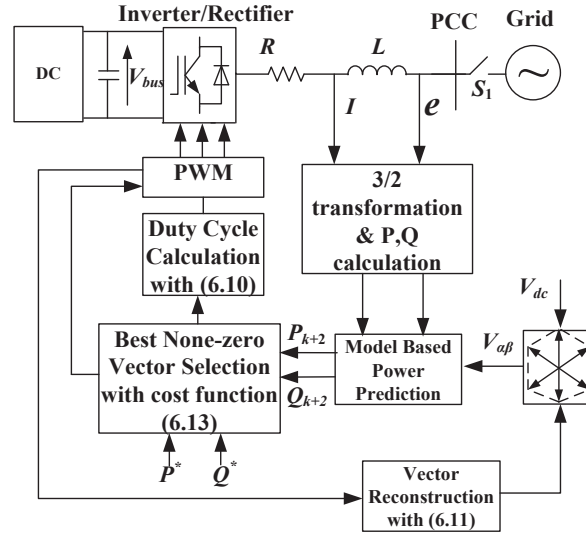 Inverter/Rectifier
PCC
Grid
DC
V_bus
R
L
I
e
S_1
PWM
3/2
transformation
& P,Q
calculation
Duty Cycle
Calculation
with (6.10)
V_dc
V_αβ
Best None-zero
Vector Selection
with cost function
(6.13)
P_k+2
Q_k+2
Model Based
Power
Prediction
P^*
Q^*
Vector
Reconstruction
with (6.11)